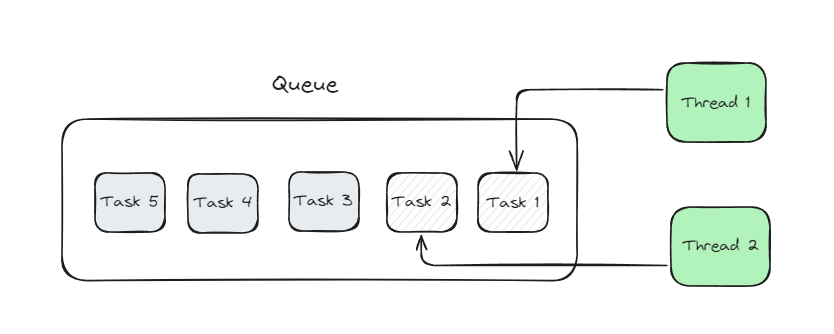 Queue
Thread 1
Task 5
Task 4
Task 3
Task 2
Task 1
Thread 2